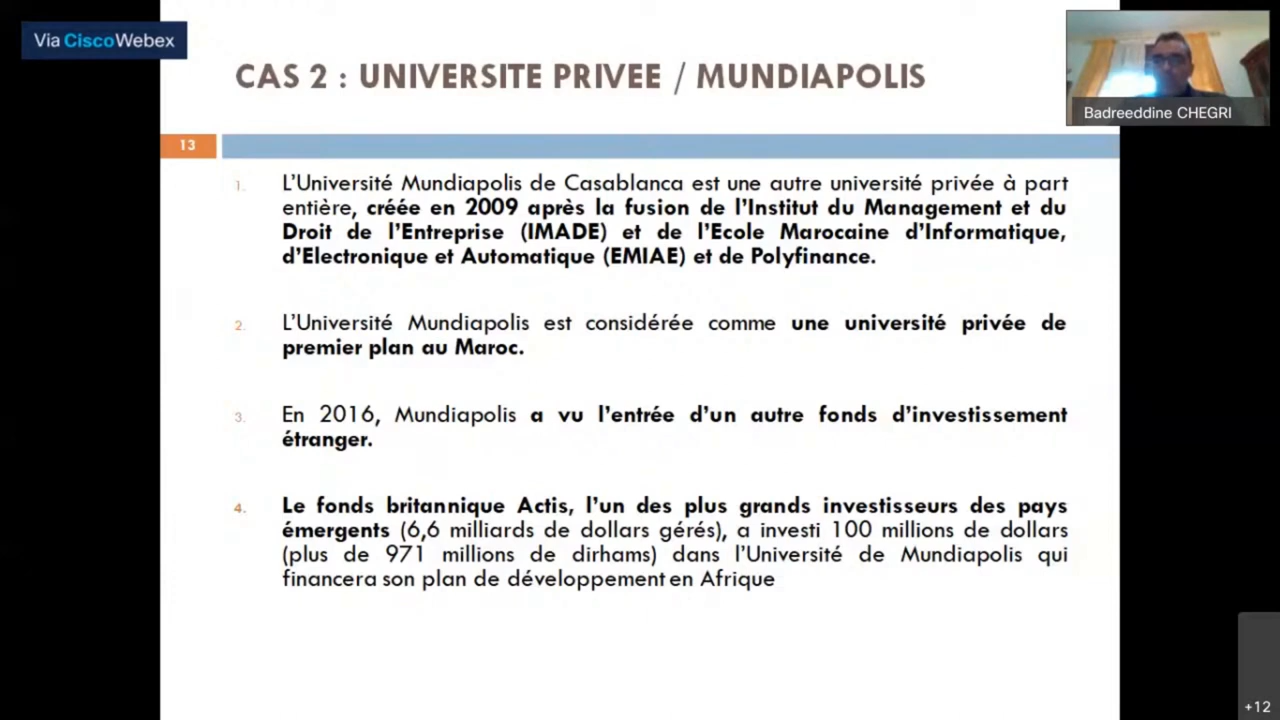 Via CiscoWebex
CAS 2 : UNIVERSITE PRIVEE / MUNDIAPOLIS
Badreeddine CHEGRI
13
1. L'Université Mundiapolis de Casablanca est une autre université privée à part
entière, créée en 2009 après la fusion de l'Institut du Management et du
Droit de l'Entreprise (IMADE) et de l'Ecole Marocaine d'Informatique,
d'Electronique et Automatique (EMIAE) et de Polyfinance.
2. L'Université Mundiapolis est considérée comme une université privée de
premier plan au Maroc.
3. En 2016, Mundiapolis a vu l'entrée d'un autre fonds d'investissement
étranger.
4. Le fonds britannique Actis, l'un des plus grands investisseurs des pays
émergents (6,6 milliards de dollars gérés), a investi 100 millions de dollars
(plus de 971 millions de dirhams) dans l'Université de Mundiapolis qui
financera son plan de développement en Afrique
+12